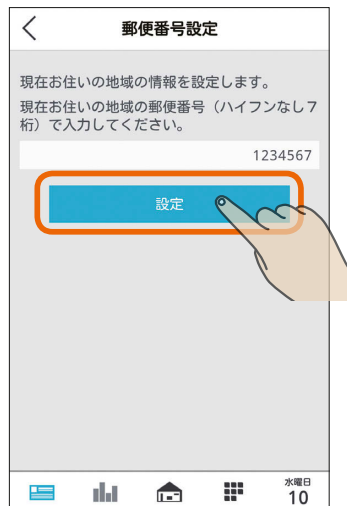 郵便番号設定
現在お住いの地域の情報を設定します。
現在お住いの地域の郵便番号（ハイフンなし７
桁）で入力してください。
1234567
設定
水曜日
10